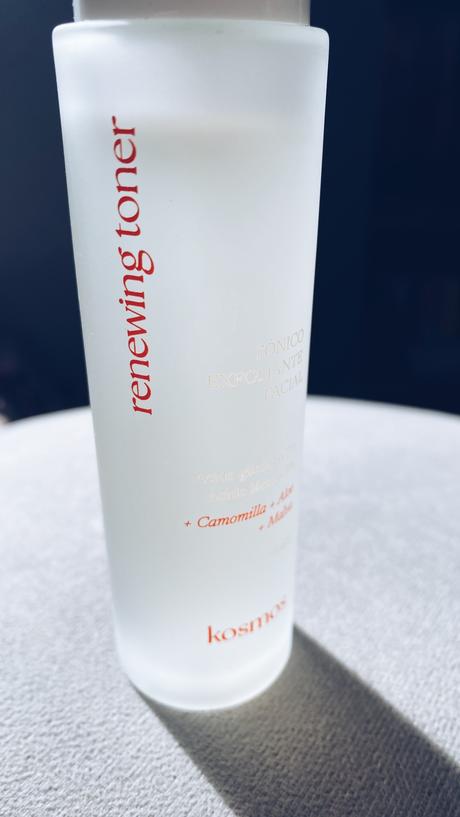 renewing toner
TÓNICO
EXFOLIANTE
FACIAL
+ Camomilla + Aloe
+ Malva
kosmos